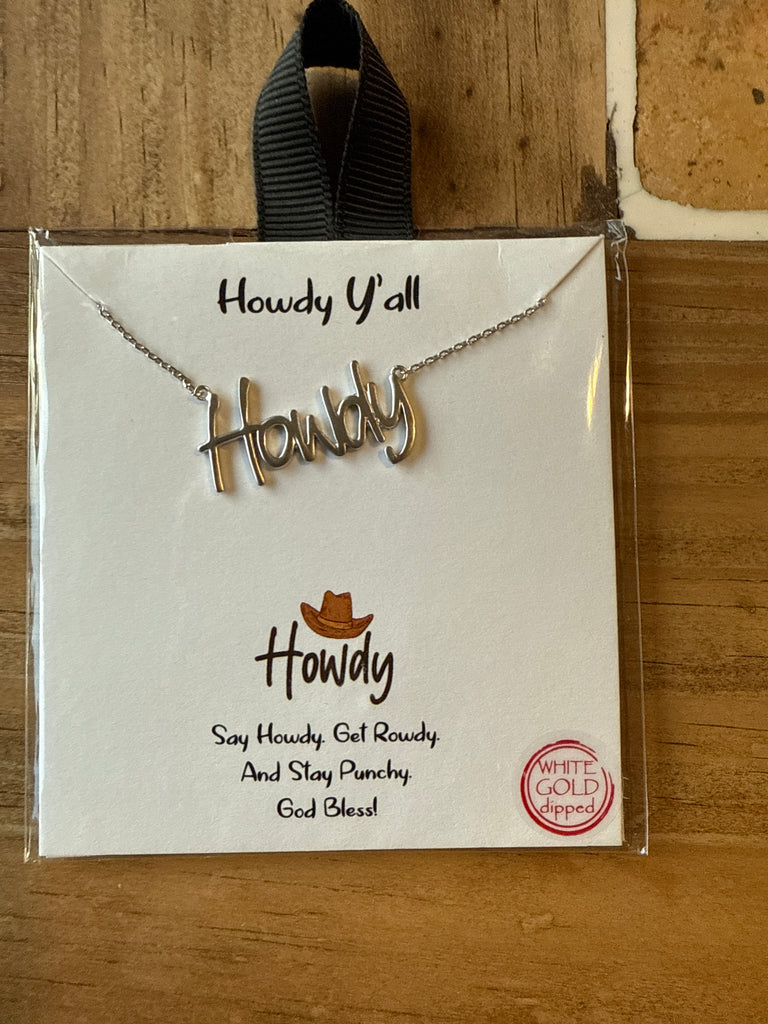 Howdy Y'all
Howdy
Howdy
Say Howdy. Get Rowdy.
And Stay Punchy.
God Bless!
WHITE
GOLD
dipped